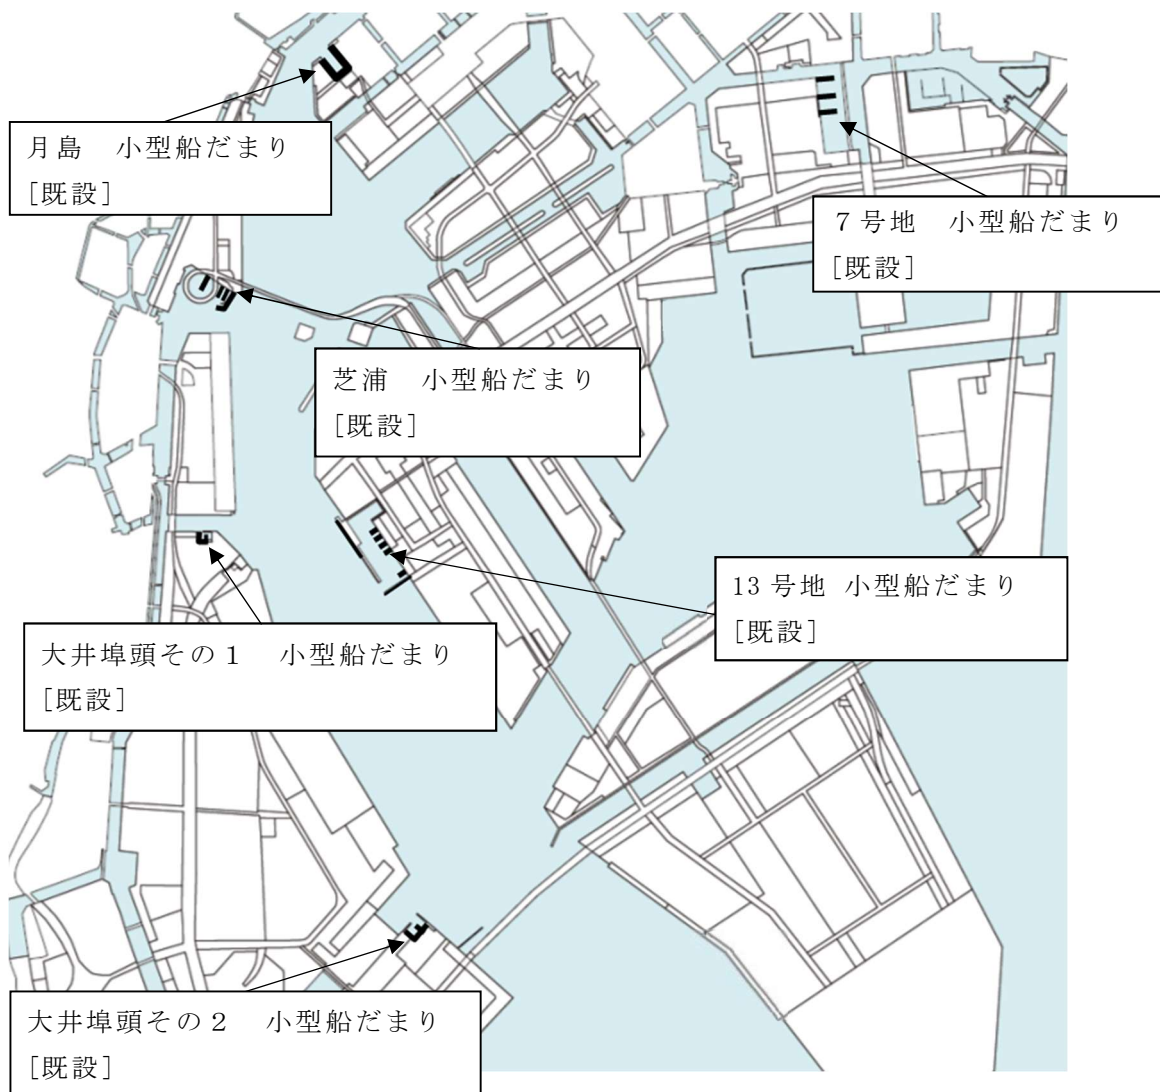 月島　小型船だまり
[既設]
７号地　小型船だまり
[既設]
芝浦　小型船だまり
[既設]
13 号地 小型船だまり
[既設]
大井埠頭その１　小型船だまり
[既設]
大井埠頭その２　小型船だまり
[既設]